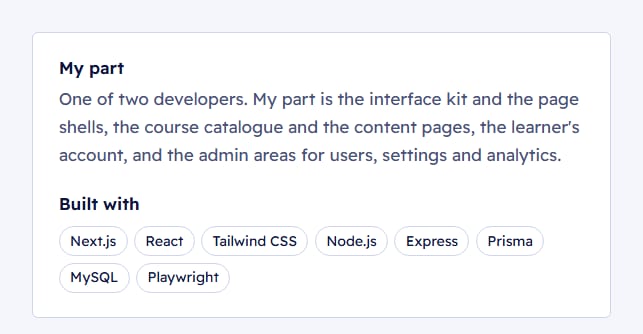 My part
One of two developers. My part is the interface kit and the page
shells, the course catalogue and the content pages, the learner's
account, and the admin areas for users, settings and analytics.
Built with
Next.js React Tailwind CSS Node.js Express Prisma
MySQL Playwright